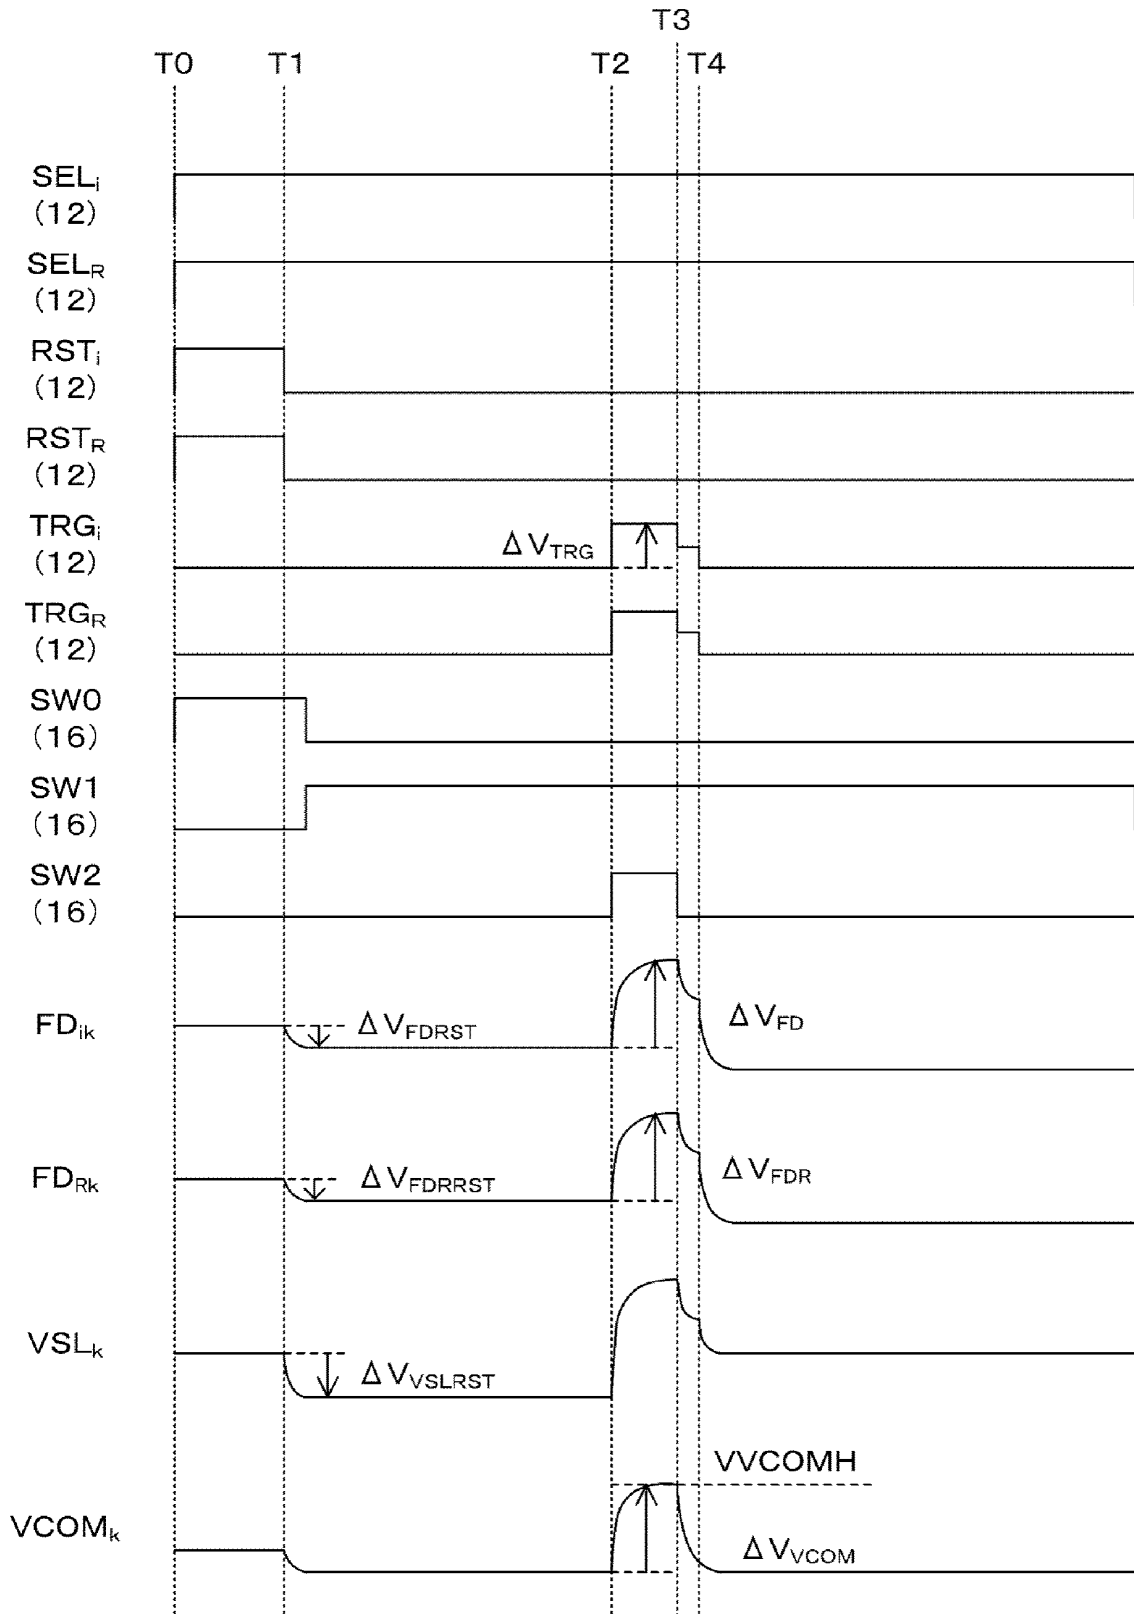 T3
T0 T1 T2 T4
SELi
(12)
SELR
(12)
RSTi
(12)
RSTR
(12)
TRGi
(12)
ΔVTRG
TRGR
(12)
SW0
(16)
SW1
(16)
SW2
(16)
FDik
ΔVFDRST
ΔVFD
FDRk
ΔVFDRRST
ΔVFDR
VSLk
ΔVVSLRST
VVCOMH
VCOMk
ΔVVCOM